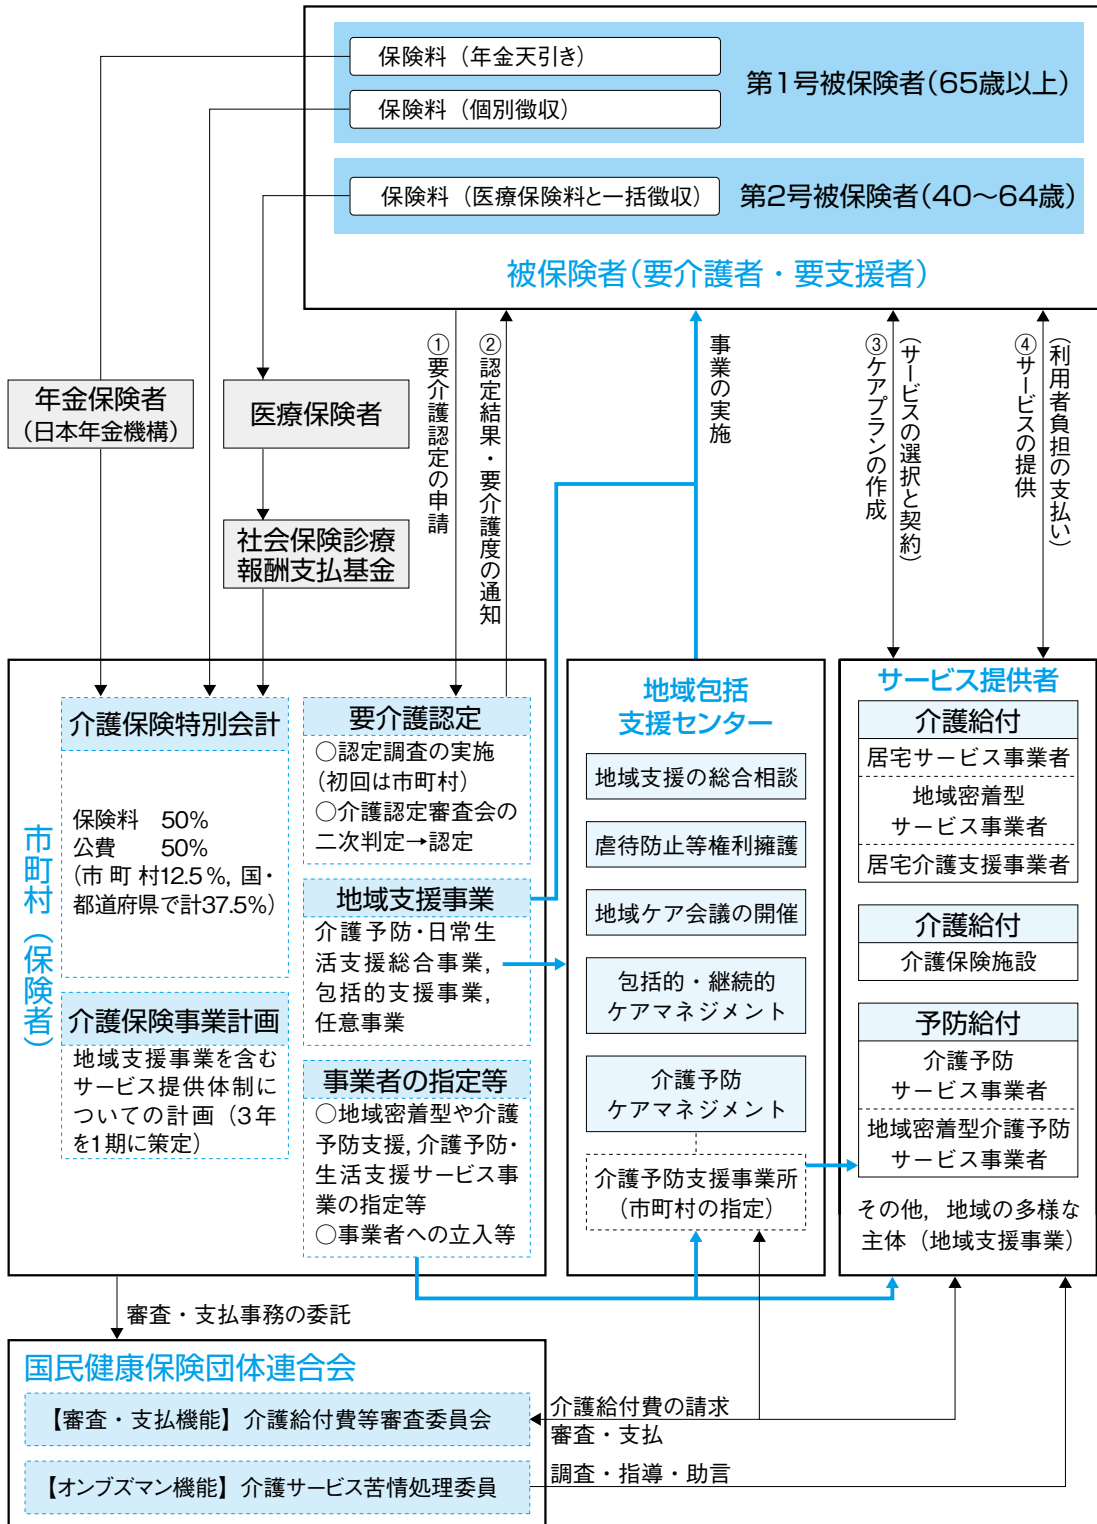 保険料（年金天引き）
保険料（個別徴収）
第1号被保険者(65歳以上)
保険料（医療保険料と一括徴収）
第2号被保険者(40〜64歳)
被保険者(要介護者・要支援者)
①要介護認定の申請
②認定結果・要介護度の通知
事業の実施
(サービスの選択と契約)
③ケアプランの作成
(利用者負担の支払い)
④サービスの提供
年金保険者
（日本年金機構）
医療保険者
社会保険診療
報酬支払基金
市町村（保険者）
介護保険特別会計
保険料　50%
公費　　50%
(市町村12.5%, 国・
都道府県で計37.5%)
介護保険事業計画
地域支援事業を含む
サービス提供体制に
ついての計画（3年
を1期に策定）
要介護認定
○認定調査の実施
(初回は市町村)
○介護認定審査会の
二次判定→認定
地域支援事業
介護予防・日常生
活支援総合事業,
包括的支援事業,
任意事業
事業者の指定等
○地域密着型や介護
予防支援, 介護予防・
生活支援サービス事
業の指定等
○事業者への立入等
地域包括
支援センター
地域支援の総合相談
虐待防止等権利擁護
地域ケア会議の開催
包括的・継続的
ケアマネジメント
介護予防
ケアマネジメント
介護予防支援事業所
（市町村の指定）
サービス提供者
介護給付
居宅サービス事業者
地域密着型
サービス事業者
居宅介護支援事業者
介護給付
介護保険施設
予防給付
介護予防
サービス事業者
地域密着型介護予防
サービス事業者
その他, 地域の多様な
主体（地域支援事業）
審査・支払事務の委託
国民健康保険団体連合会
【審査・支払機能】介護給付費等審査委員会
【オンブズマン機能】介護サービス苦情処理委員
介護給付費の請求
審査・支払
調査・指導・助言